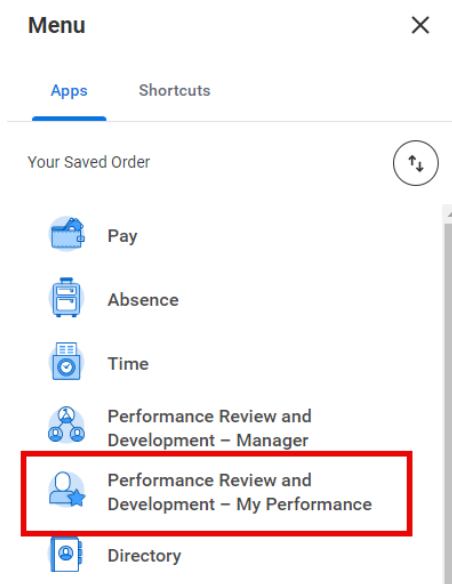 Menu
Apps
Shortcuts
Your Saved Order
Pay
Absence
Time
Performance Review and
Development – Manager
Performance Review and
Development – My Performance
Directory